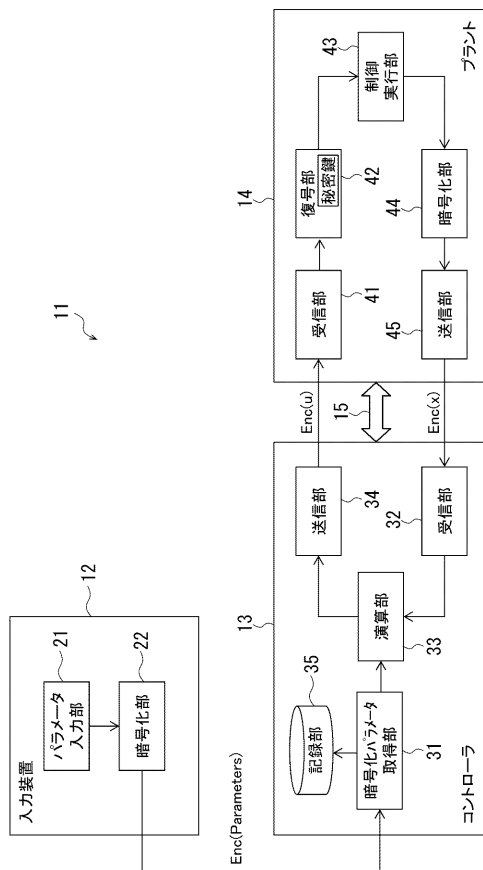 11
12
入力装置
21
パラメータ
入力部
22
暗号化部
Enc(Parameters)
13
コントローラ
35
記録部
暗号化パラメータ
取得部
31
演算部
33
送信部
34
受信部
32
Enc(u)
15
Enc(x)
14
プラント
受信部
41
復号部
秘密鍵
42
制御
実行部
43
暗号化部
44
送信部
45